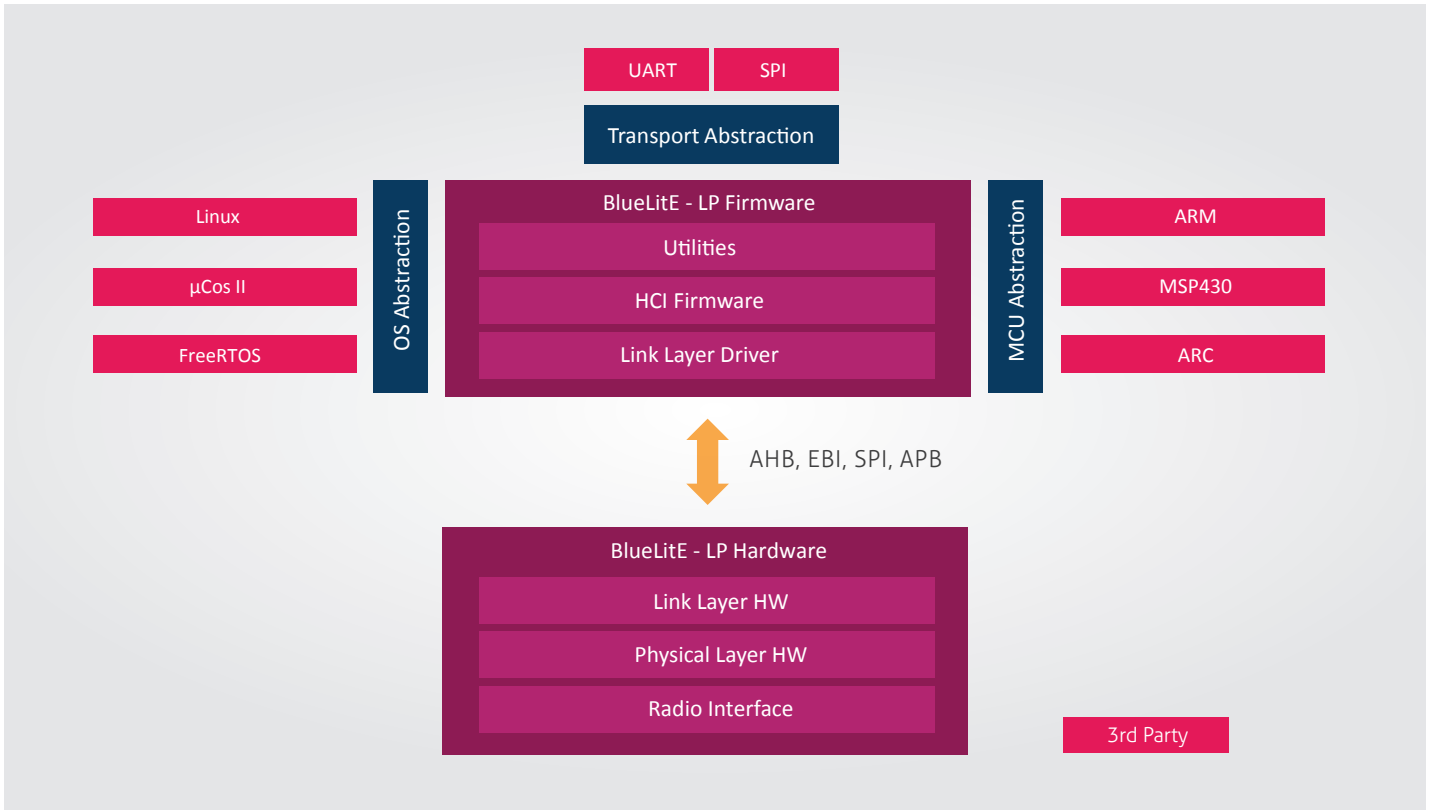 UART
SPI
Transport Abstraction
BlueLitE - LP Firmware
Utilities
HCI Firmware
Link Layer Driver
OS Abstraction
Linux
µCos II
FreeRTOS
MCU Abstraction
ARM
MSP430
ARC
AHB, EBI, SPI, APB
BlueLitE - LP Hardware
Link Layer HW
Physical Layer HW
Radio Interface
3rd Party